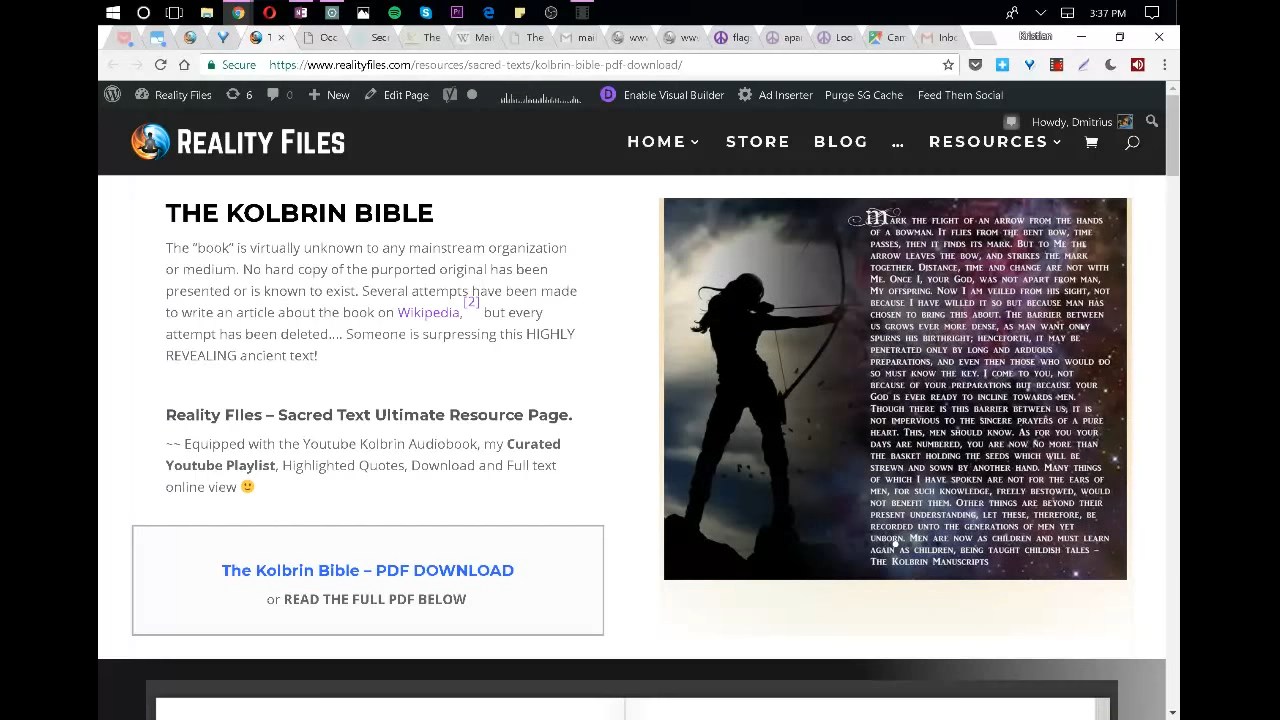 3:37 PM
T
Occ
Sec
The
Mai
The
mai
www
ww
flag
apa
Loo
Can
Inbo
Kristian
Secure
https://www.realityfiles.com/resources/sacred-texts/kolbrin-bible-pdf-download/
Reality Files
6
0
New
Edit Page
Enable Visual Builder
Ad Inserter
Purge SG Cache
Feed Them Social
Howdy, Dmitrius
REALITY FILES
HOME
STORE
BLOG
...
RESOURCES
THE KOLBRIN BIBLE
The “book” is virtually unknown to any mainstream organization
or medium. No hard copy of the purported original has been
presented or is known to exist. Several attempts have been made
to write an article about the book on Wikipedia,[2] but every
attempt has been deleted.... Someone is surpressing this HIGHLY
REVEALING ancient text!
Reality FIles – Sacred Text Ultimate Resource Page.
~~ Equipped with the Youtube Kolbrin Audiobook, my Curated
Youtube Playlist, Highlighted Quotes, Download and Full text
online view
The Kolbrin Bible – PDF DOWNLOAD
or READ THE FULL PDF BELOW
Mark the flight of an arrow from the hands
of a bowman. It flies from the bent bow, time
passes, then it finds its mark. But to Me the
arrow leaves the bow, and strikes the mark
together. Distance, time and change are not with
Me. Once I, your God, was not apart from man,
My offspring. Now I am veiled from his sight, not
because I have willed it so but because man has
chosen to bring this about. The barrier between
us grows ever more dense, as man want only
spurns his birthright; henceforth, it may be
penetrated only by long and arduous
preparations, and even then those who would do
so must know the key. I come to you, not
because of your preparations but because your
God is ever ready to incline towards men.
Though there is this barrier between us, it is
not impervious to the sincere prayers of a pure
heart. This, men should know. As for you your
days are numbered, you are now no more than
the basket holding the seeds which will be
strewn and sown by another hand. Many things
of which I have spoken are not for the ears of
men, for such knowledge, freely bestowed, would
not benefit them. Other things are beyond their
present understanding, let these, therefore, be
recorded unto the generations of men yet
unborn. Men are now as children and must learn
again as children, being taught childish tales –
The Kolbrin Manuscripts